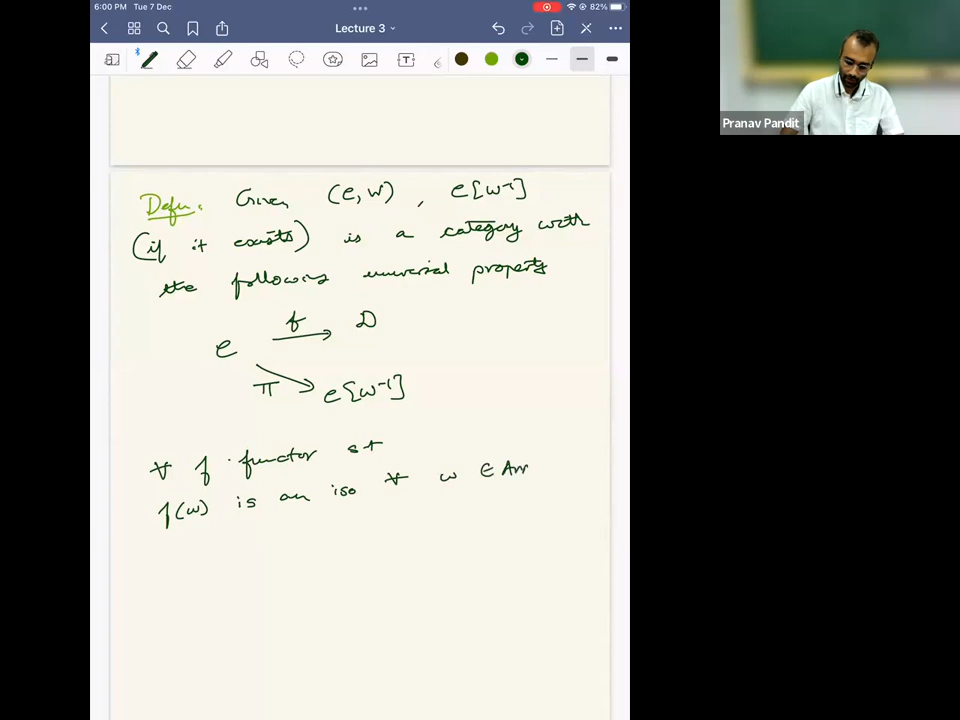 6:00 PM Tue 7 Dec
82%
Lecture 3
Pranav Pandit
Defn. Given (C, W), C[W⁻¹]
(if it exists) is a category with
the following universal property
C f D
π C[W⁻¹]
∀ f functor st
f(w) is an iso ∀ w ∈ Arr